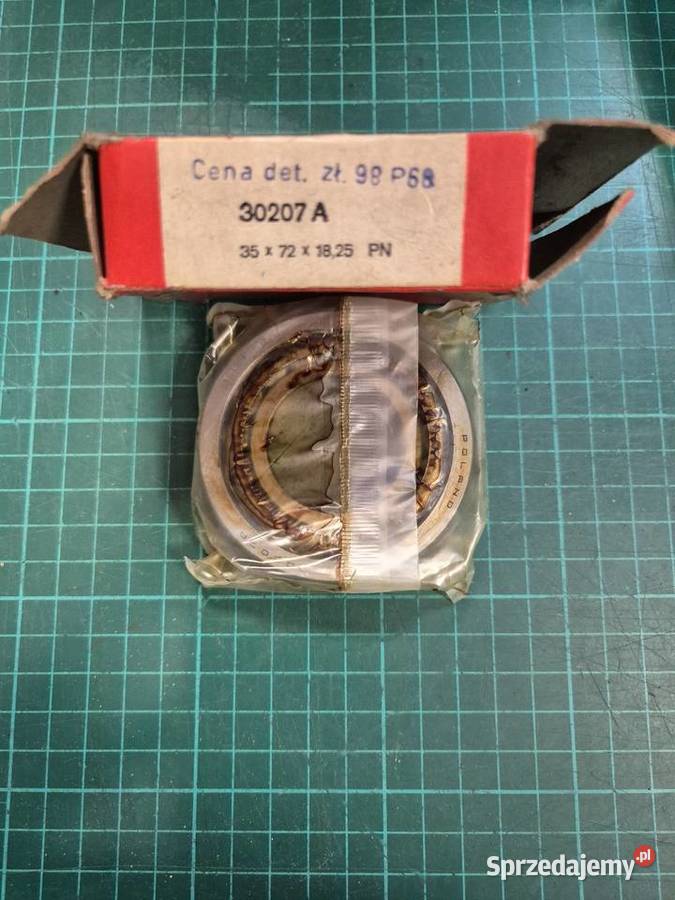 Cena det. zł. 98 P68
30207 A
35 x 72 x 18,25 PN
POLAND
Sprzedajemy.pl